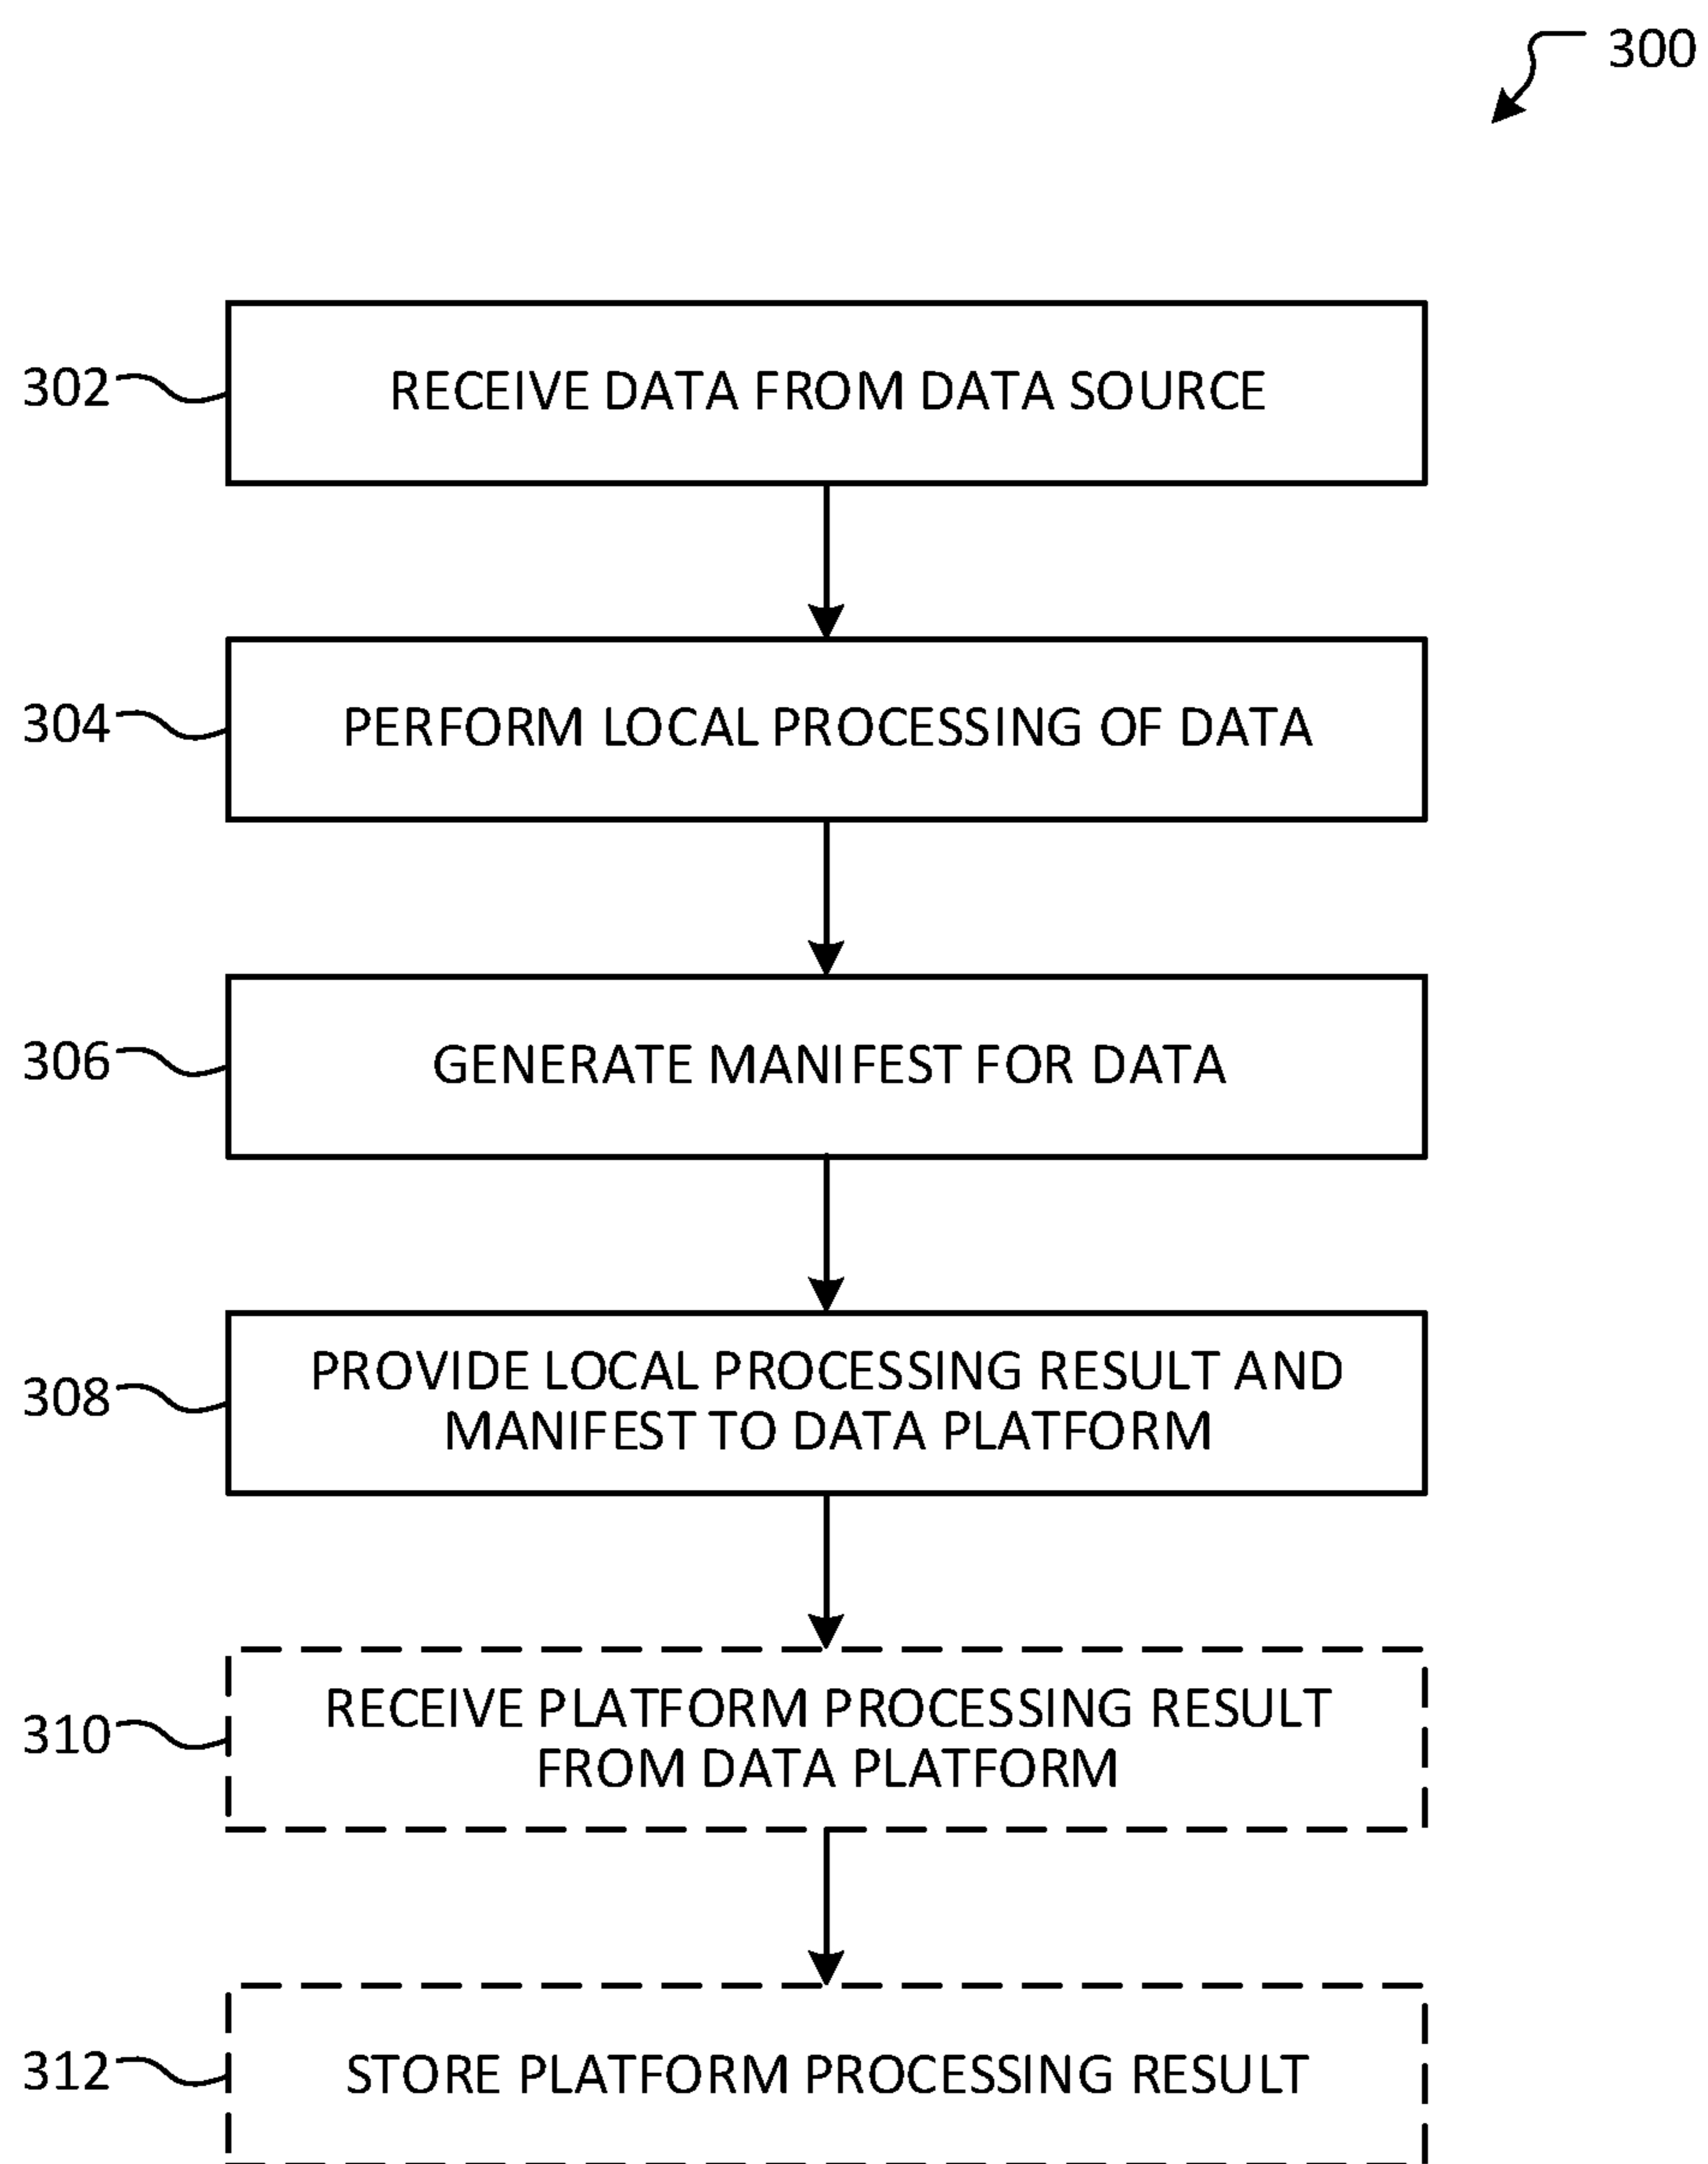 300
302
RECEIVE DATA FROM DATA SOURCE
304
PERFORM LOCAL PROCESSING OF DATA
306
GENERATE MANIFEST FOR DATA
308
PROVIDE LOCAL PROCESSING RESULT AND
MANIFEST TO DATA PLATFORM
310
RECEIVE PLATFORM PROCESSING RESULT
FROM DATA PLATFORM
312
STORE PLATFORM PROCESSING RESULT